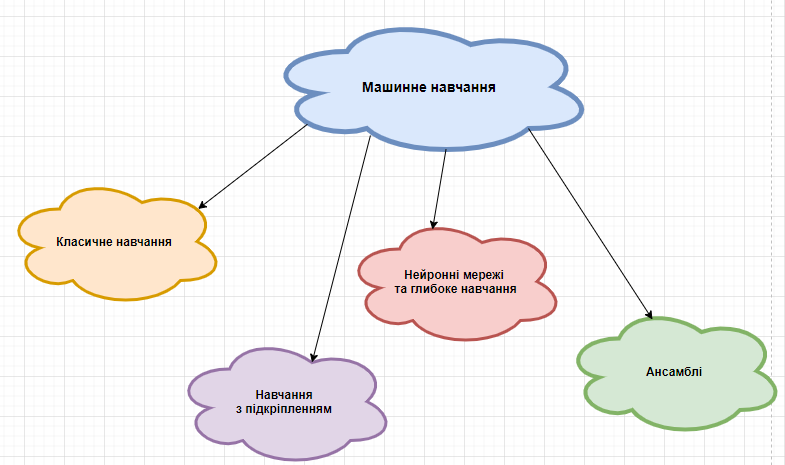 Машинне навчання
Класичне навчання
Нейронні мережі
та глибоке навчання
Навчання
з підкріпленням
Ансамблі